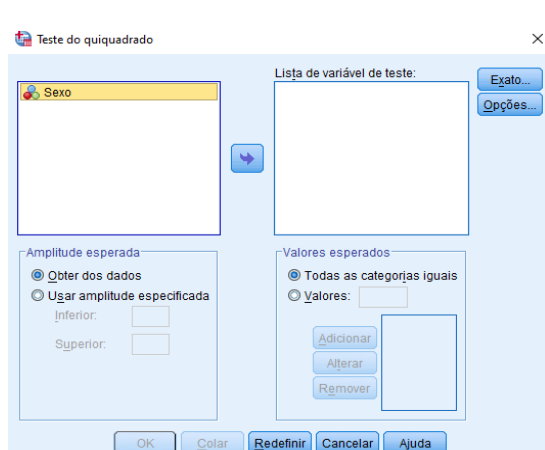 Teste do quiquadrado
Lista de variável de teste:
Sexo
Exato...
Opções...
Amplitude esperada
Obter dos dados
Usar amplitude especificada
Inferior:
Superior:
Valores esperados
Todas as categorias iguais
Valores:
Adicionar
Alterar
Remover
OK Colar Redefinir Cancelar Ajuda